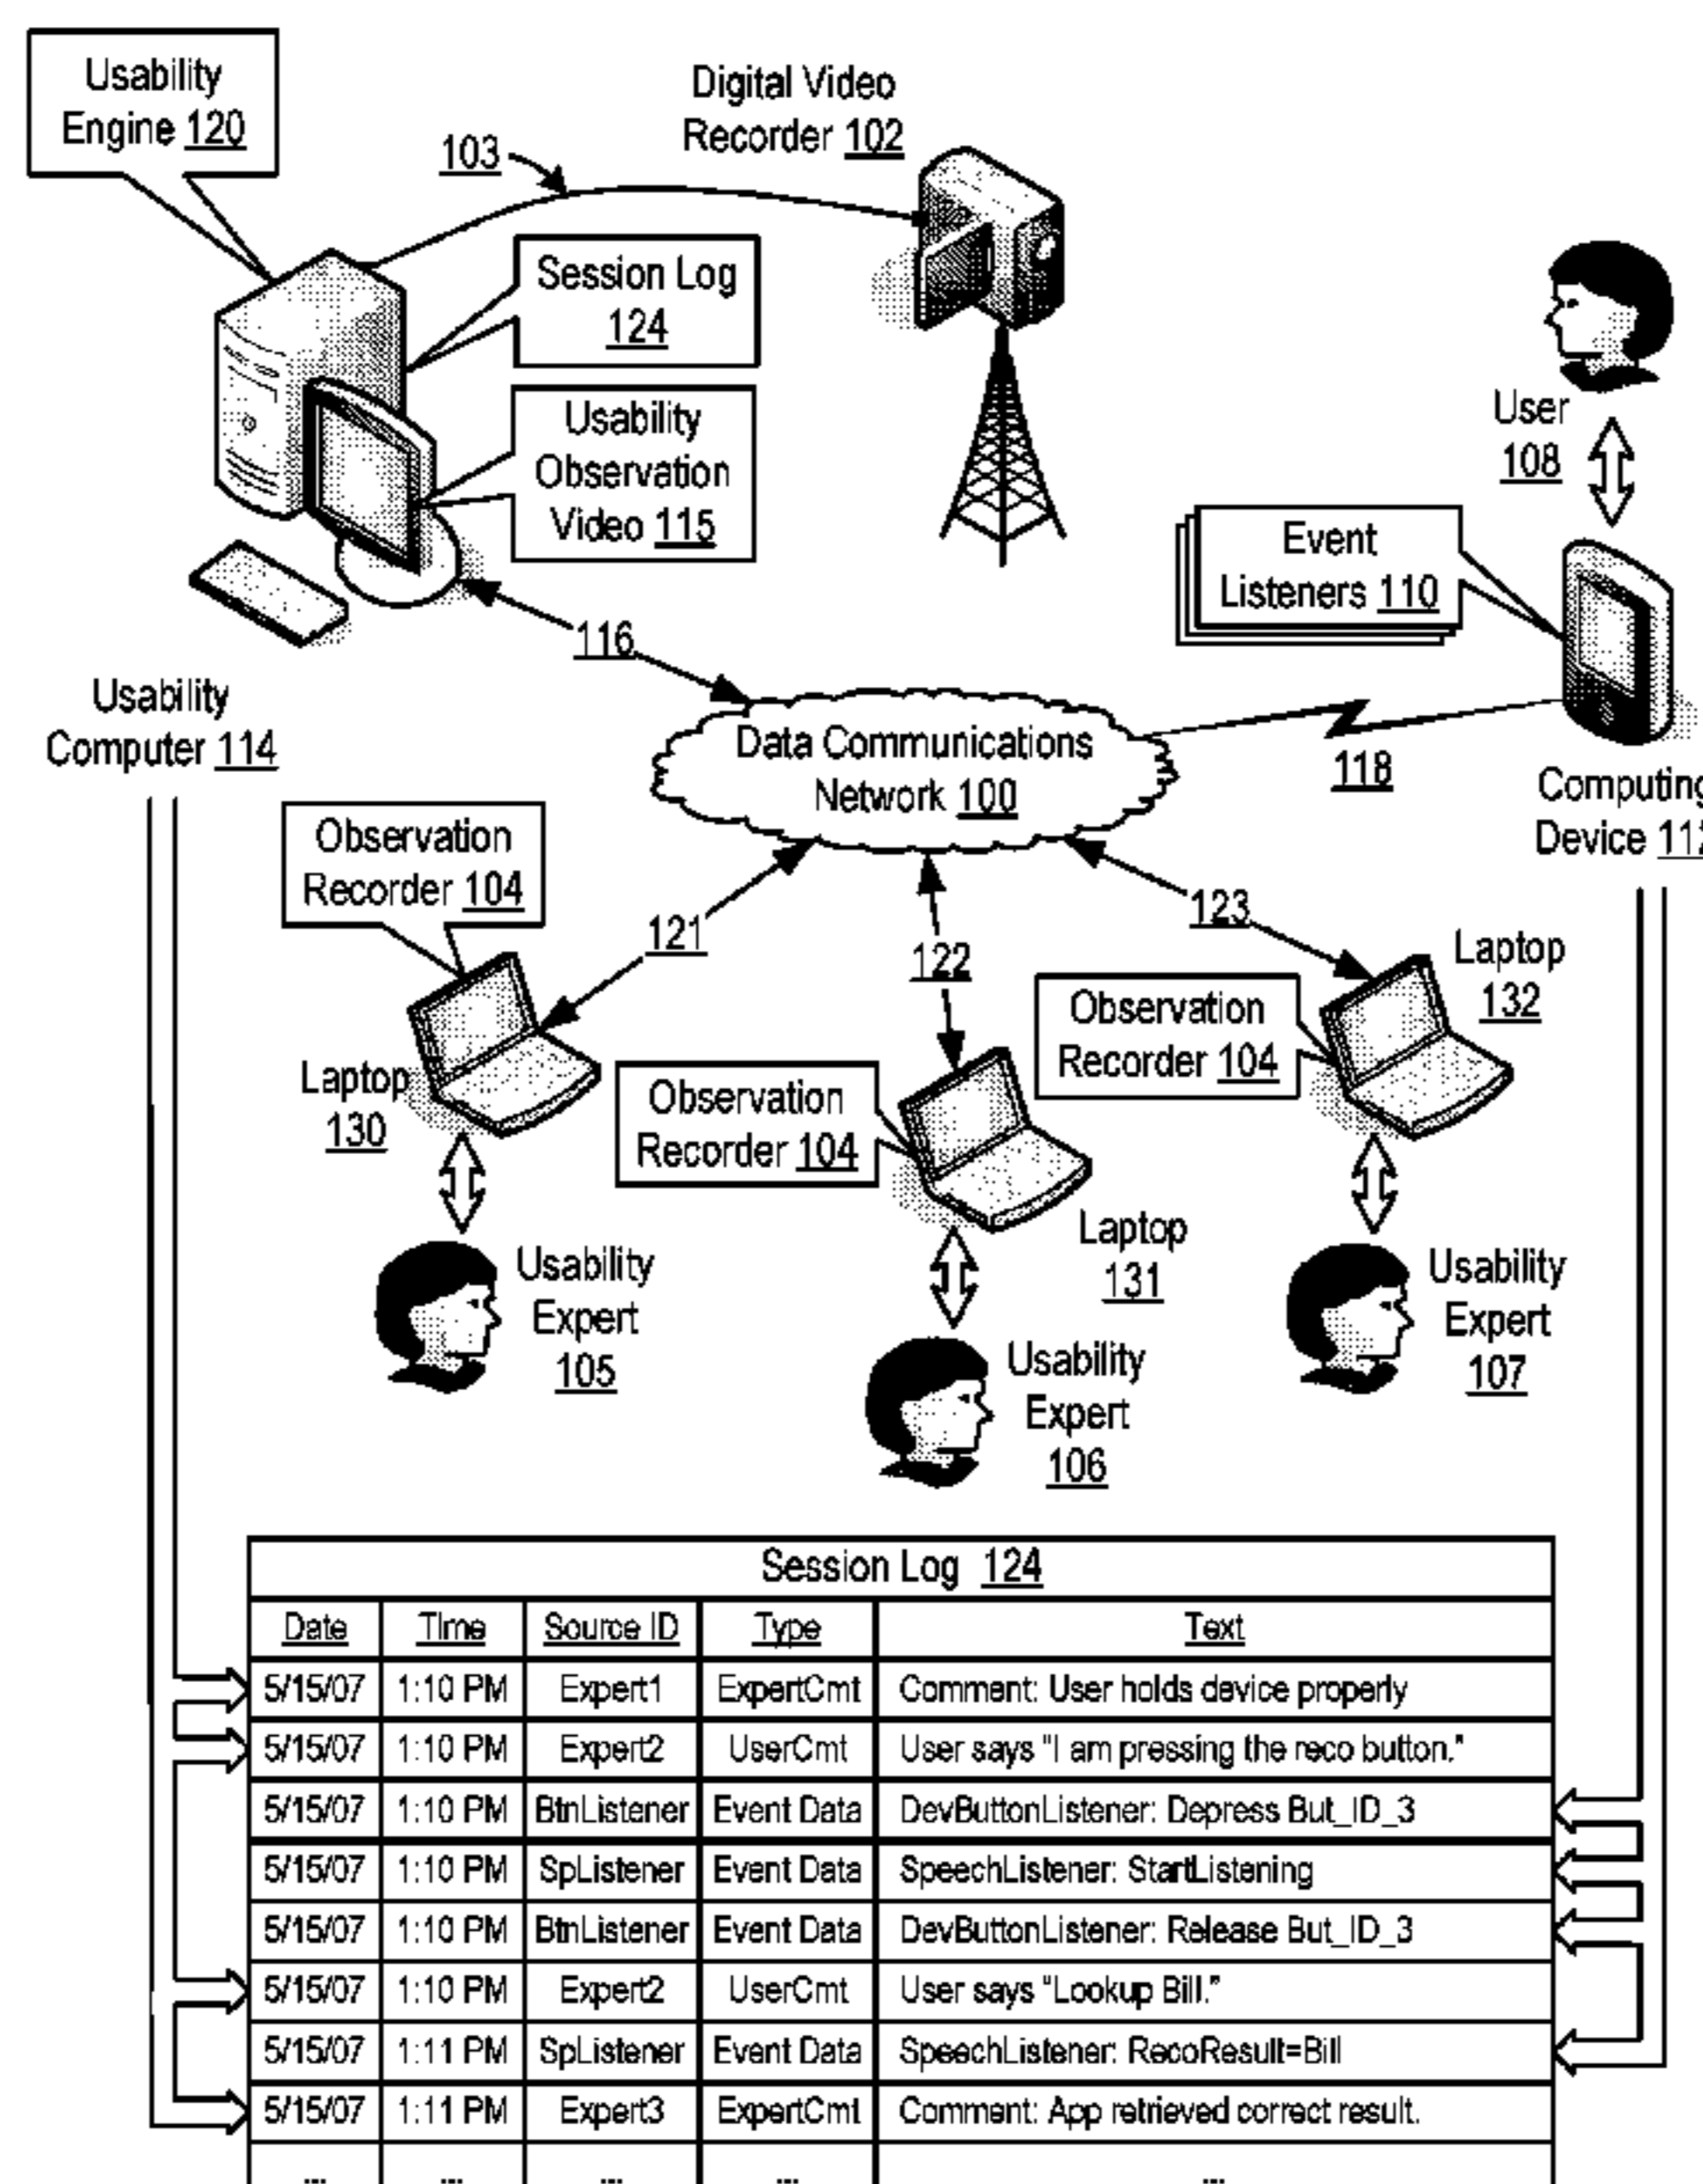 Usability
Engine 120
103
Digital Video
Recorder 102
Session Log
124
Usability
Observation
Video 115
User
108
Event
Listeners 110
116
Usability
Computer 114
Data Communications
Network 100
118
Computing
Device 112
Observation
Recorder 104
121
122
123
Laptop
132
Observation
Recorder 104
Laptop
130
Observation
Recorder 104
Laptop
131
Usability
Expert
105
Usability
Expert
106
Usability
Expert
107
Session Log 124
Date Time Source ID Type Text
5/15/07 1:10 PM Expert1 ExpertCmt Comment: User holds device properly
5/15/07 1:10 PM Expert2 UserCmt User says "I am pressing the reco button."
5/15/07 1:10 PM BtnListener Event Data DevButtonListener: Depress But_ID_3
5/15/07 1:10 PM SpListener Event Data SpeechListener: StartListening
5/15/07 1:10 PM BtnListener Event Data DevButtonListener: Release But_ID_3
5/15/07 1:10 PM Expert2 UserCmt User says "Lookup Bill."
5/15/07 1:11 PM SpListener Event Data SpeechListener: RecoResult=Bill
5/15/07 1:11 PM Expert3 ExpertCmt Comment: App retrieved correct result.
... ... ... ... ...